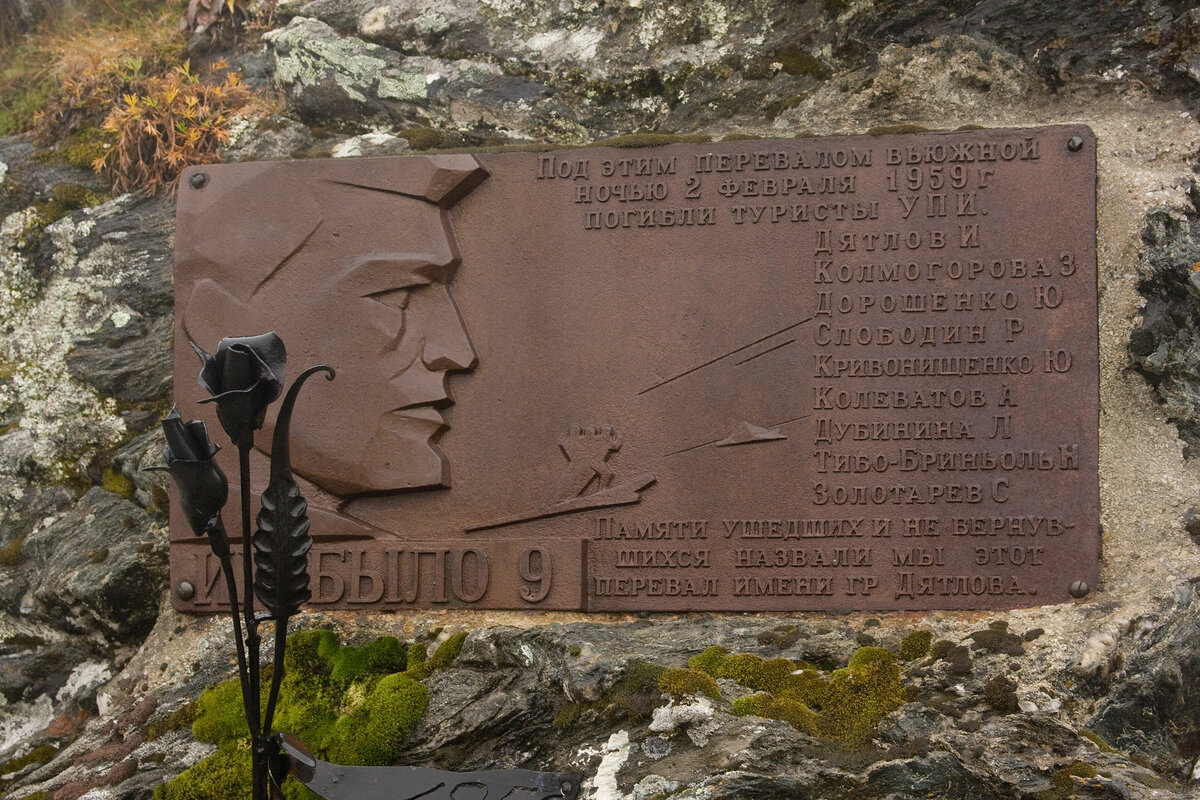 Под этим перевалом вьюжной
ночью 2 февраля 1959 г
погибли туристы УПИ.
Дятлов И
Колмогорова З
Дорошенко Ю
Слободин Р
Кривонищенко Ю
Колеватов А
Дубинина Л
Тибо-Бриньоль Н
Золотарев С
Памяти ушедших и не вернув-
шихся назвали мы этот
перевал имени гр Дятлова.
БЫЛО 9